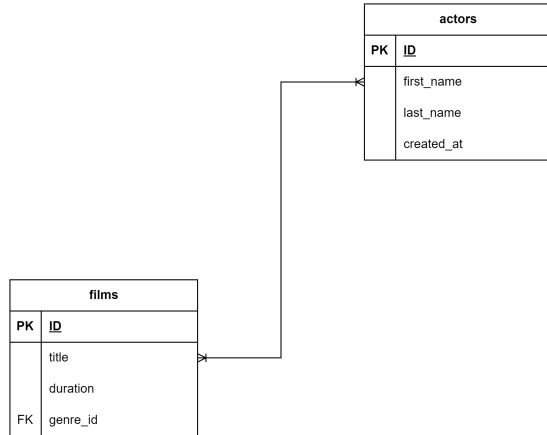 actors
PK ID
first_name
last_name
created_at
films
PK ID
title
duration
FK genre_id